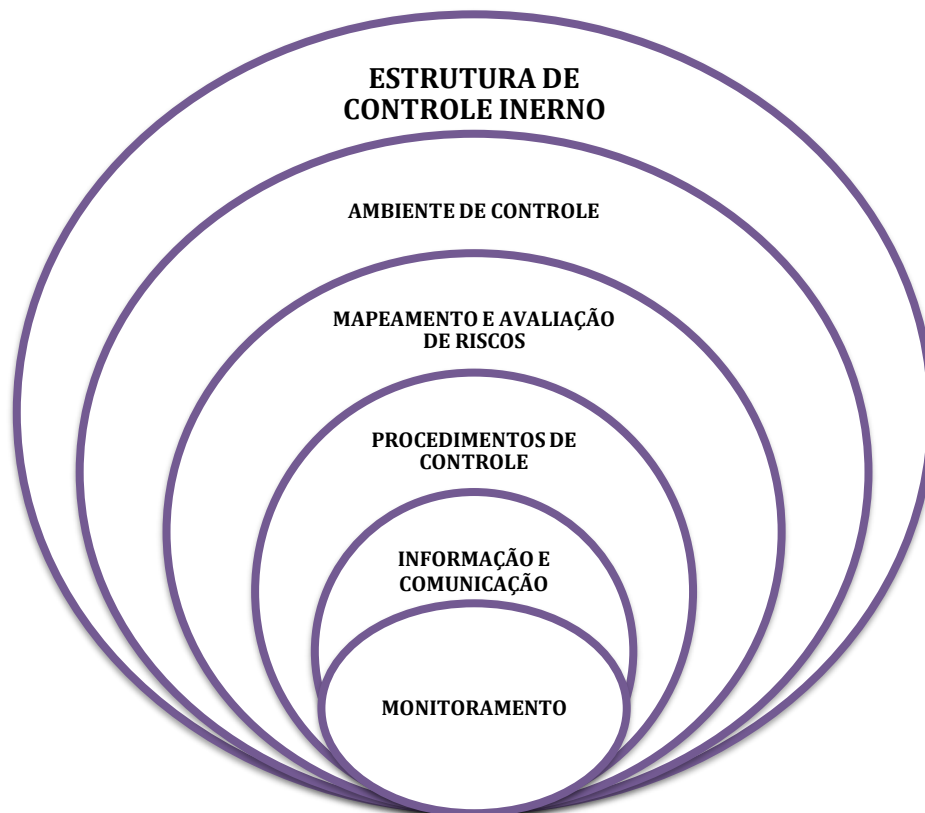 ESTRUTURA DE
CONTROLE INERNO
AMBIENTE DE CONTROLE
MAPEAMENTO E AVALIAÇÃO
DE RISCOS
PROCEDIMENTOS DE
CONTROLE
INFORMAÇÃO E
COMUNICAÇÃO
MONITORAMENTO